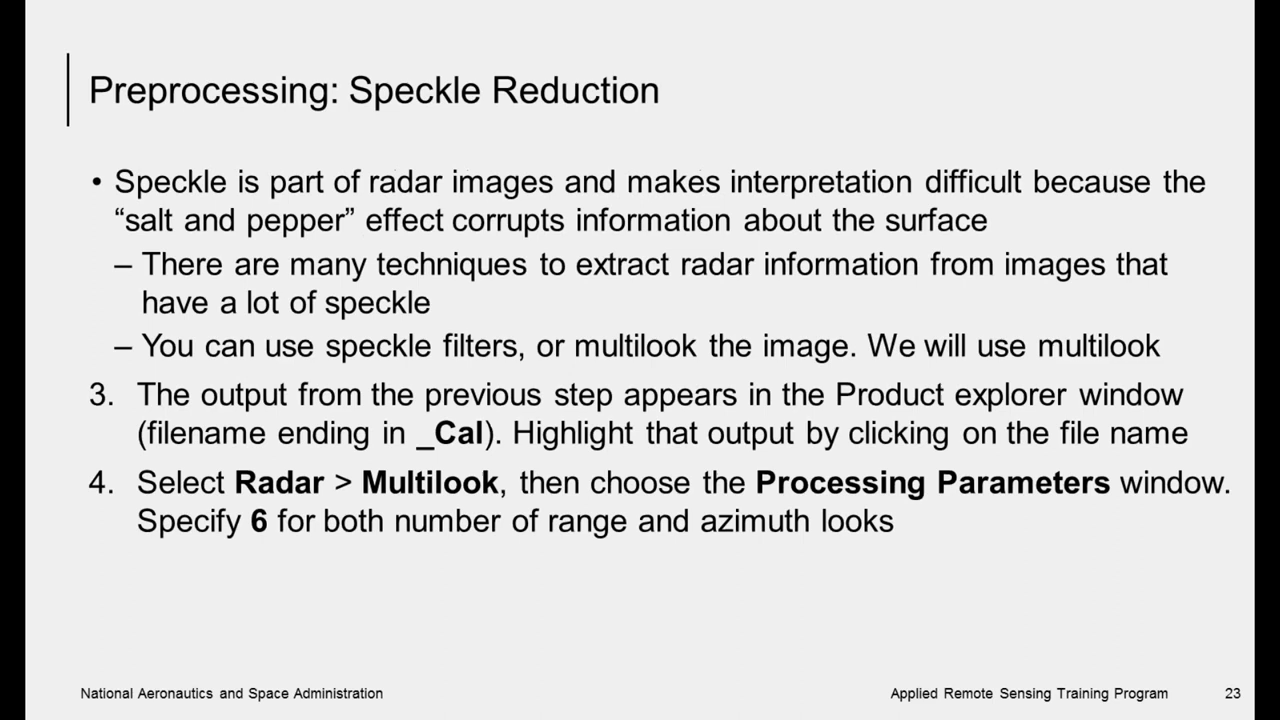 Preprocessing: Speckle Reduction
• Speckle is part of radar images and makes interpretation difficult because the
“salt and pepper” effect corrupts information about the surface
– There are many techniques to extract radar information from images that
have a lot of speckle
– You can use speckle filters, or multilook the image. We will use multilook
3. The output from the previous step appears in the Product explorer window
(filename ending in _Cal). Highlight that output by clicking on the file name
4. Select Radar > Multilook, then choose the Processing Parameters window.
Specify 6 for both number of range and azimuth looks
National Aeronautics and Space Administration
Applied Remote Sensing Training Program
23